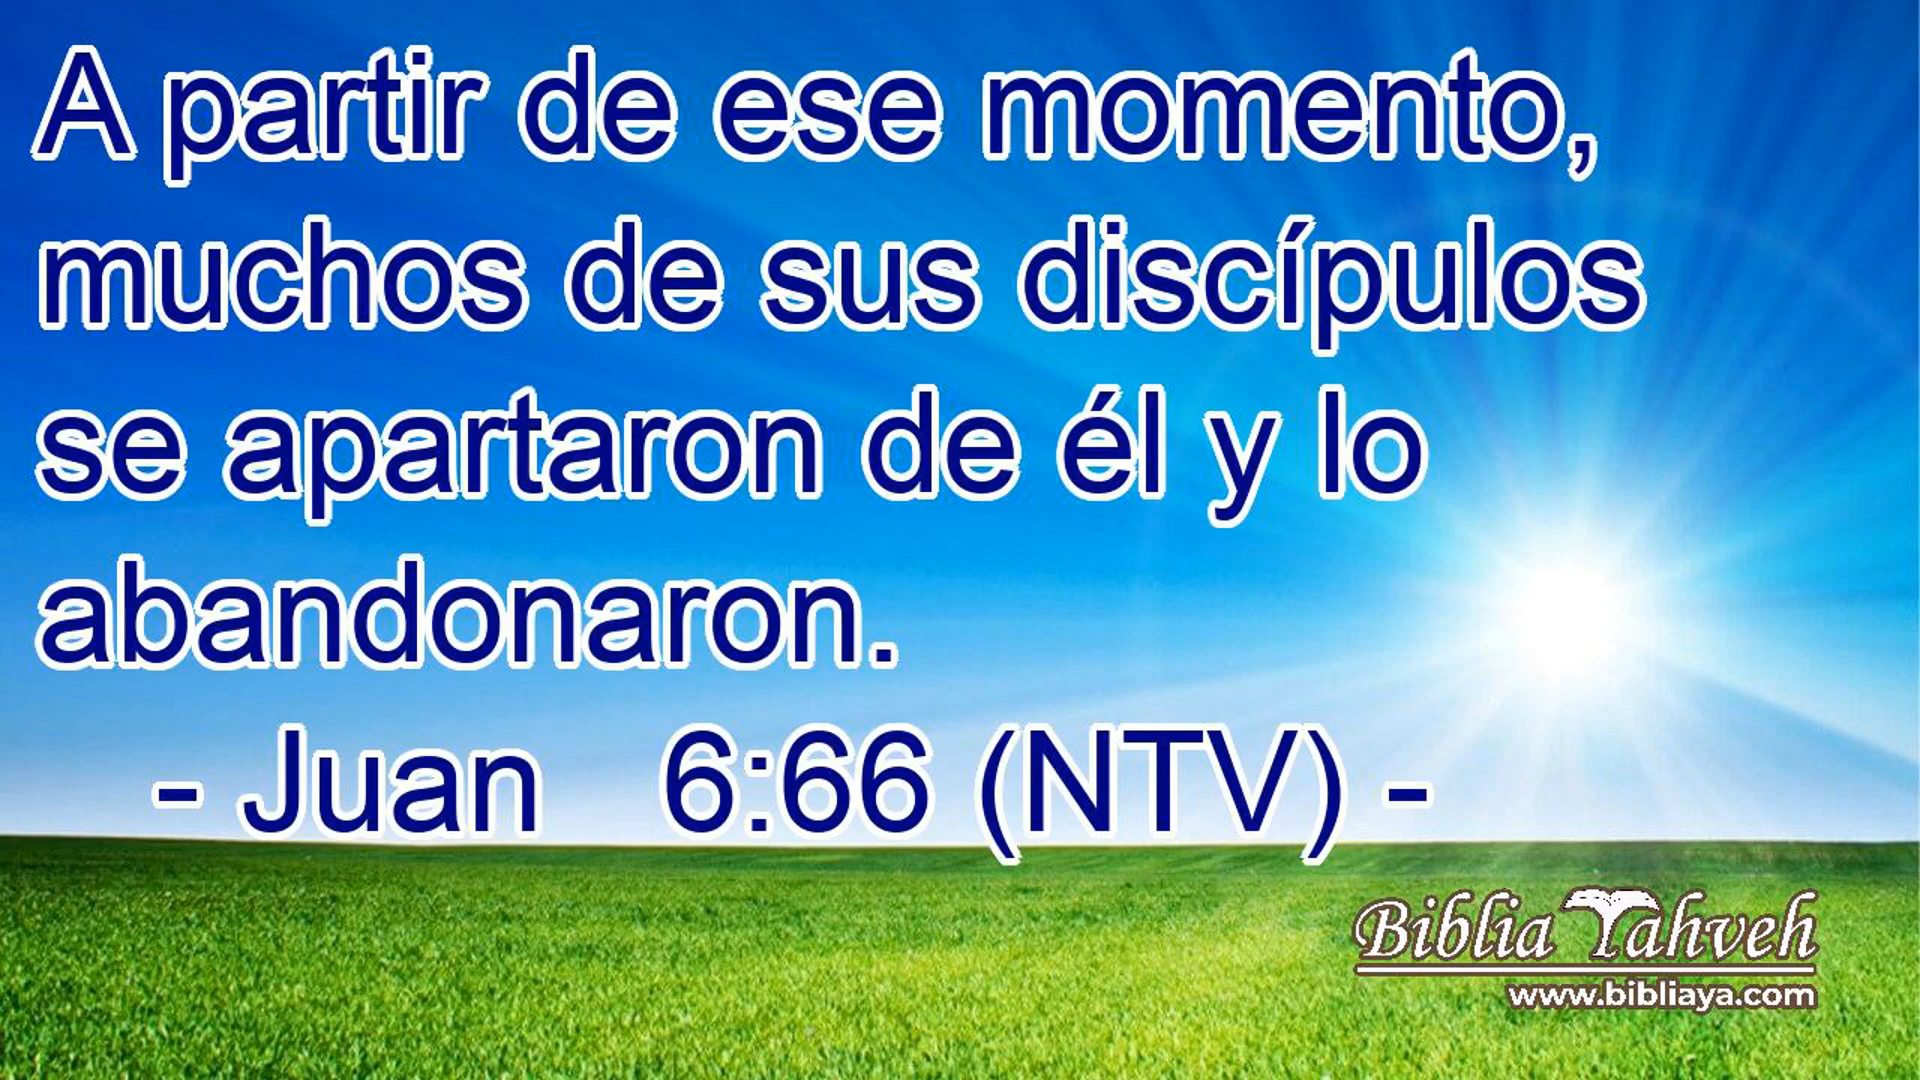 A partir de ese momento,
muchos de sus discípulos
se apartaron de él y lo
abandonaron.
- Juan 6:66 (NTV) -
Biblia Yahveh
www.bibliaya.com